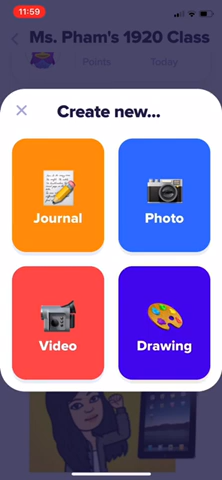 11:59
Ms. Pham's 1920 Class
Points
Today
Create new...
Journal
Photo
Video
Drawing